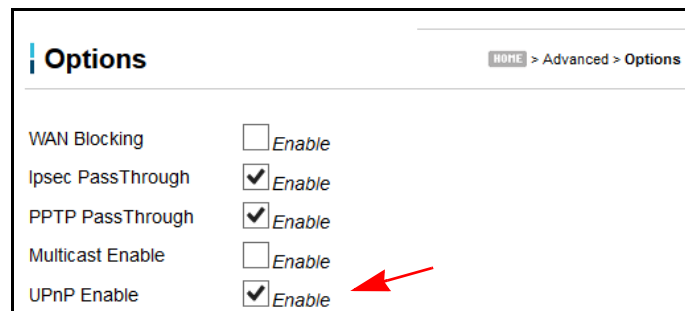 Options
HOME > Advanced > Options
WAN Blocking Enable
Ipsec PassThrough Enable
PPTP PassThrough Enable
Multicast Enable Enable
UPnP Enable Enable